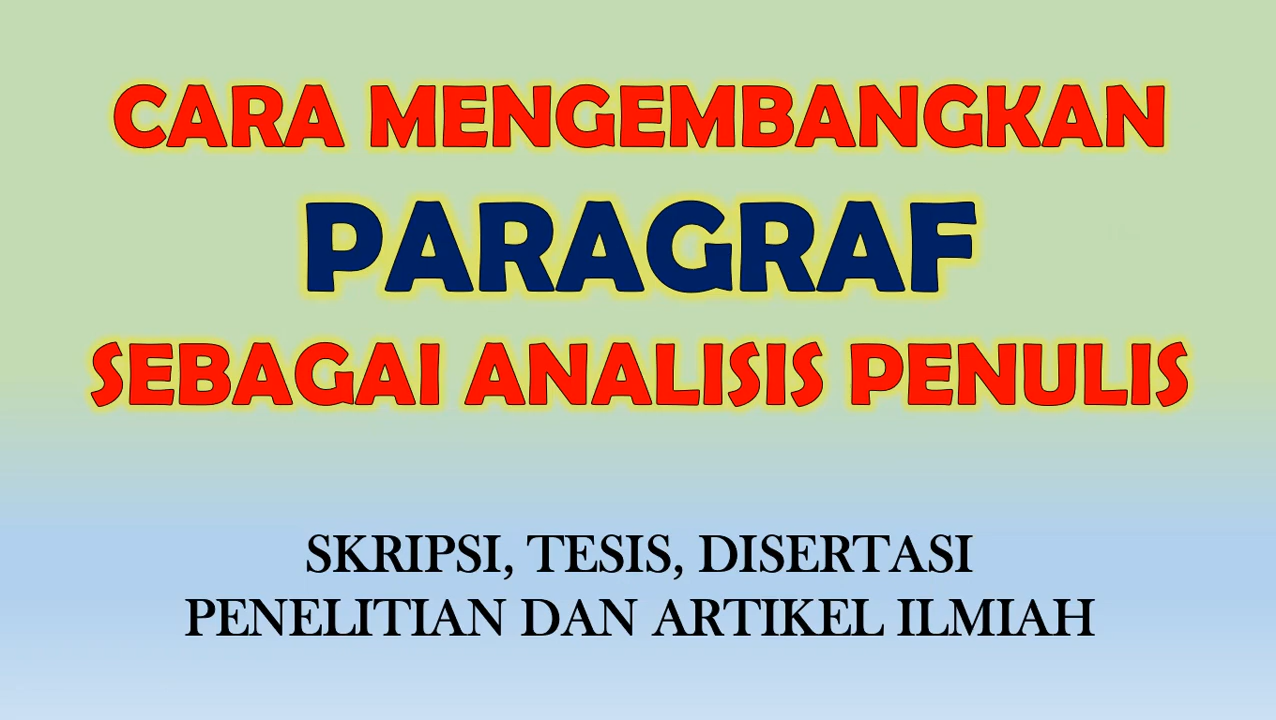 CARA MENGEMBANGKAN
PARAGRAF
SEBAGAI ANALISIS PENULIS
SKRIPSI, TESIS, DISERTASI
PENELITIAN DAN ARTIKEL ILMIAH